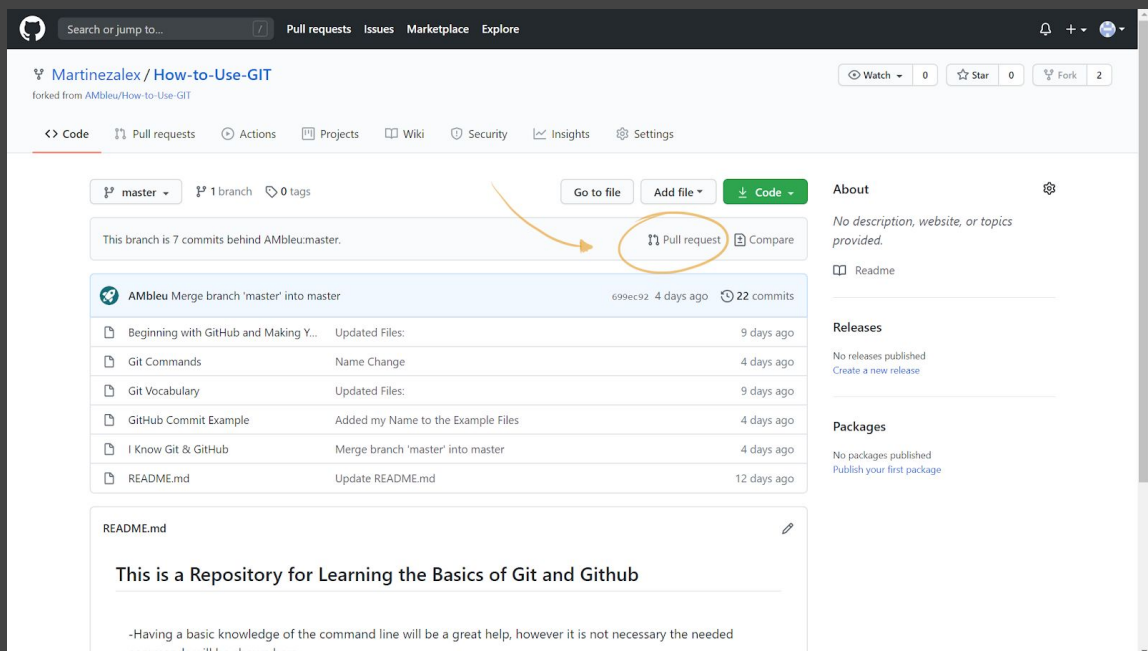 Search or jump to... / Pull requests Issues Marketplace Explore
Martinezalex / How-to-Use-GIT
Watch 0 Star 0 Fork 2
forked from AMbleu/How-to-Use-GIT
Code Pull requests Actions Projects Wiki Security Insights Settings
master 1 branch 0 tags Go to file Add file Code
This branch is 7 commits behind AMbleu:master. Pull request Compare
AMbleu Merge branch 'master' into master 699ec92 4 days ago 22 commits
Beginning with GitHub and Making Y... Updated Files: 9 days ago
Git Commands Name Change 4 days ago
Git Vocabulary Updated Files: 9 days ago
GitHub Commit Example Added my Name to the Example Files 4 days ago
I Know Git & GitHub Merge branch 'master' into master 4 days ago
README.md Update README.md 12 days ago
README.md
This is a Repository for Learning the Basics of Git and Github
-Having a basic knowledge of the command line will be a great help, however it is not necessary the needed
About
No description, website, or topics
provided.
Readme
Releases
No releases published
Create a new release
Packages
No packages published
Publish your first package